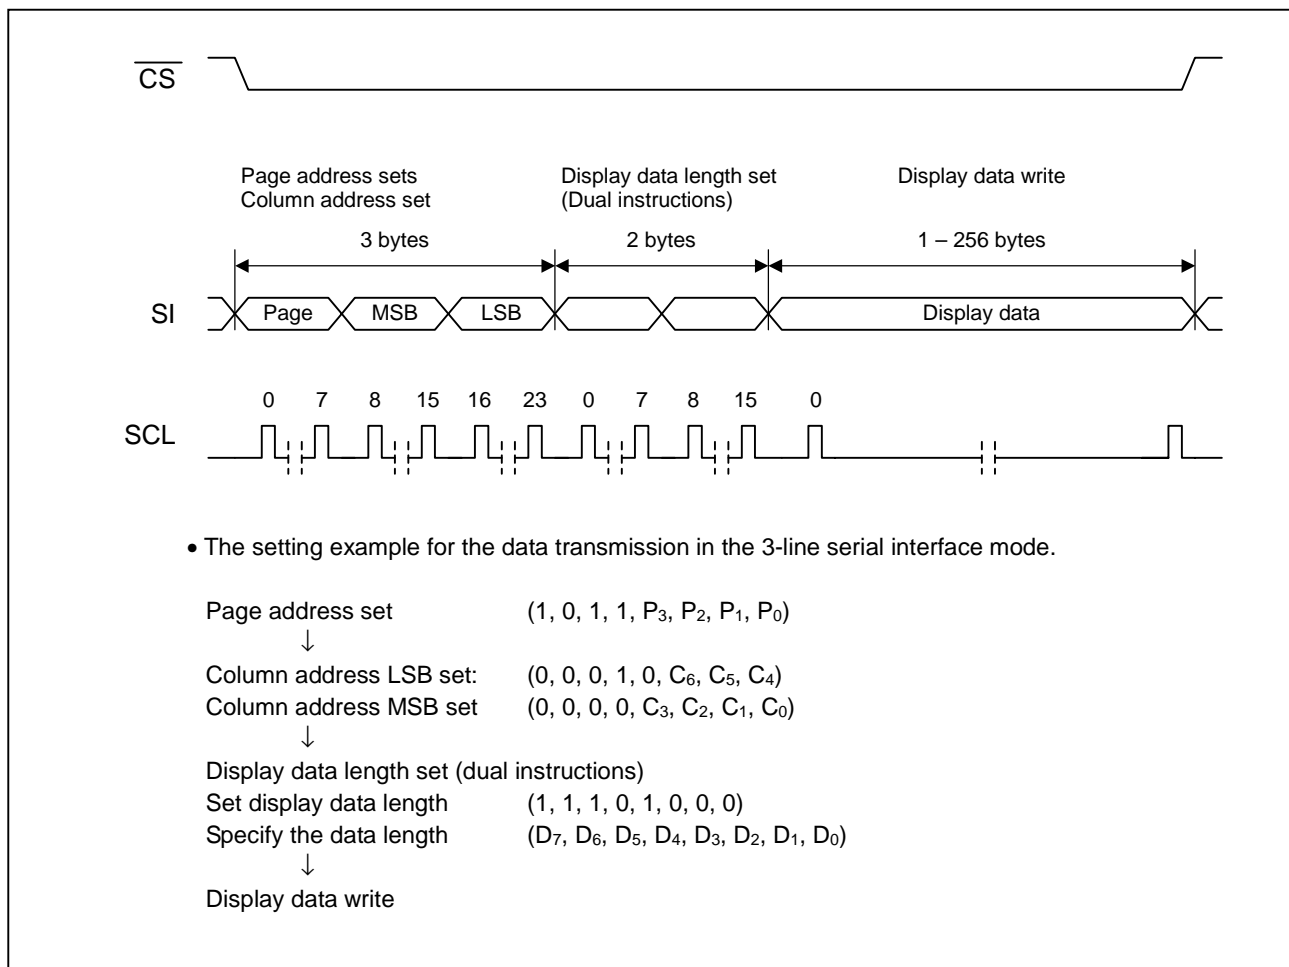 CS
Page address sets
Column address set
Display data length set
(Dual instructions)
Display data write
3 bytes
2 bytes
1 – 256 bytes
SI
Page
MSB
LSB
Display data
0 7 8 15 16 23 0 7 8 15 0
SCL
• The setting example for the data transmission in the 3-line serial interface mode.
Page address set (1, 0, 1, 1, P3, P2, P1, P0)
↓
Column address LSB set: (0, 0, 0, 1, 0, C6, C5, C4)
Column address MSB set (0, 0, 0, 0, C3, C2, C1, C0)
↓
Display data length set (dual instructions)
Set display data length (1, 1, 1, 0, 1, 0, 0, 0)
Specify the data length (D7, D6, D5, D4, D3, D2, D1, D0)
↓
Display data write